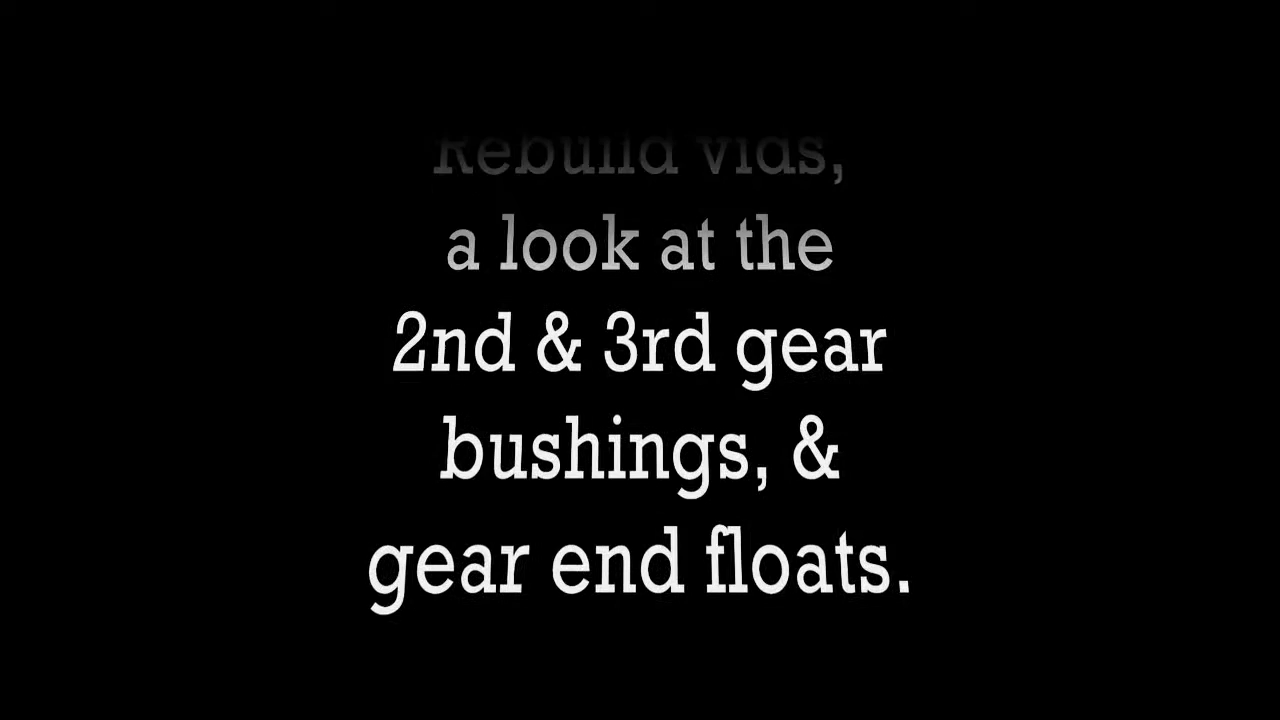 Rebuild vids,
a look at the
2nd & 3rd gear
bushings, &
gear end floats.